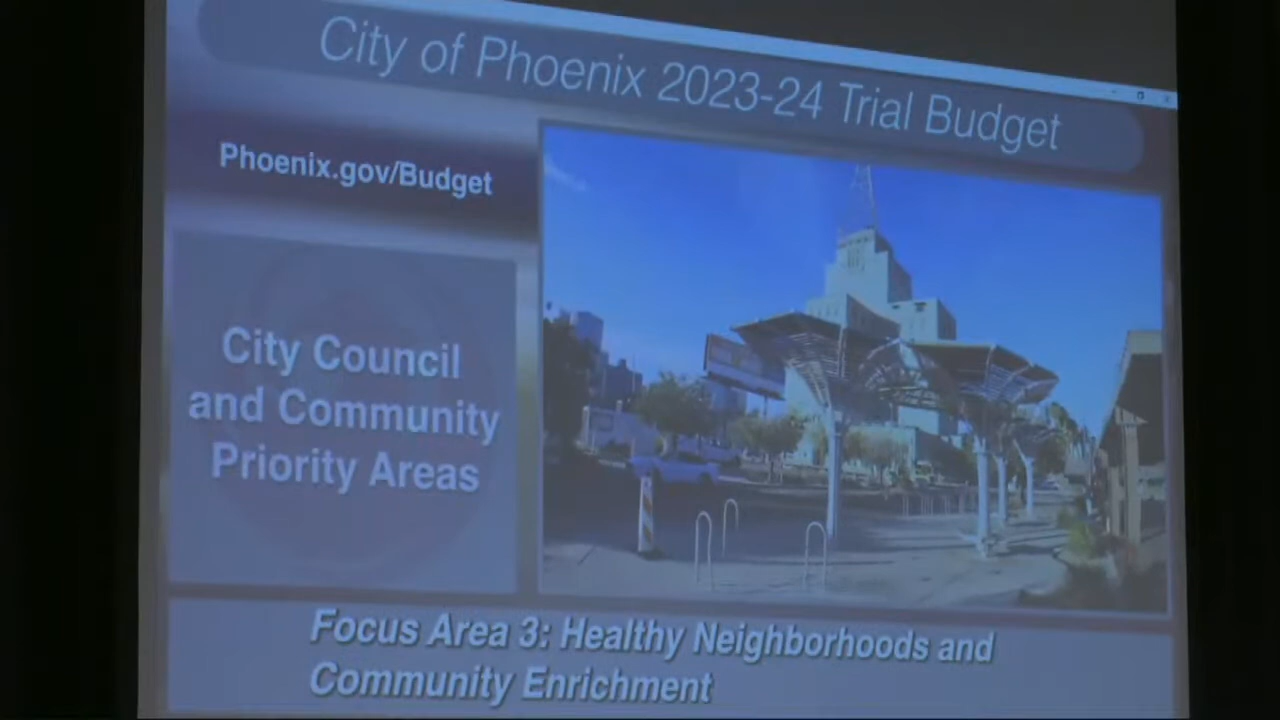 City of Phoenix 2023-24 Trial Budget
Phoenix.gov/Budget
City Council
and Community
Priority Areas
Focus Area 3: Healthy Neighborhoods and
Community Enrichment